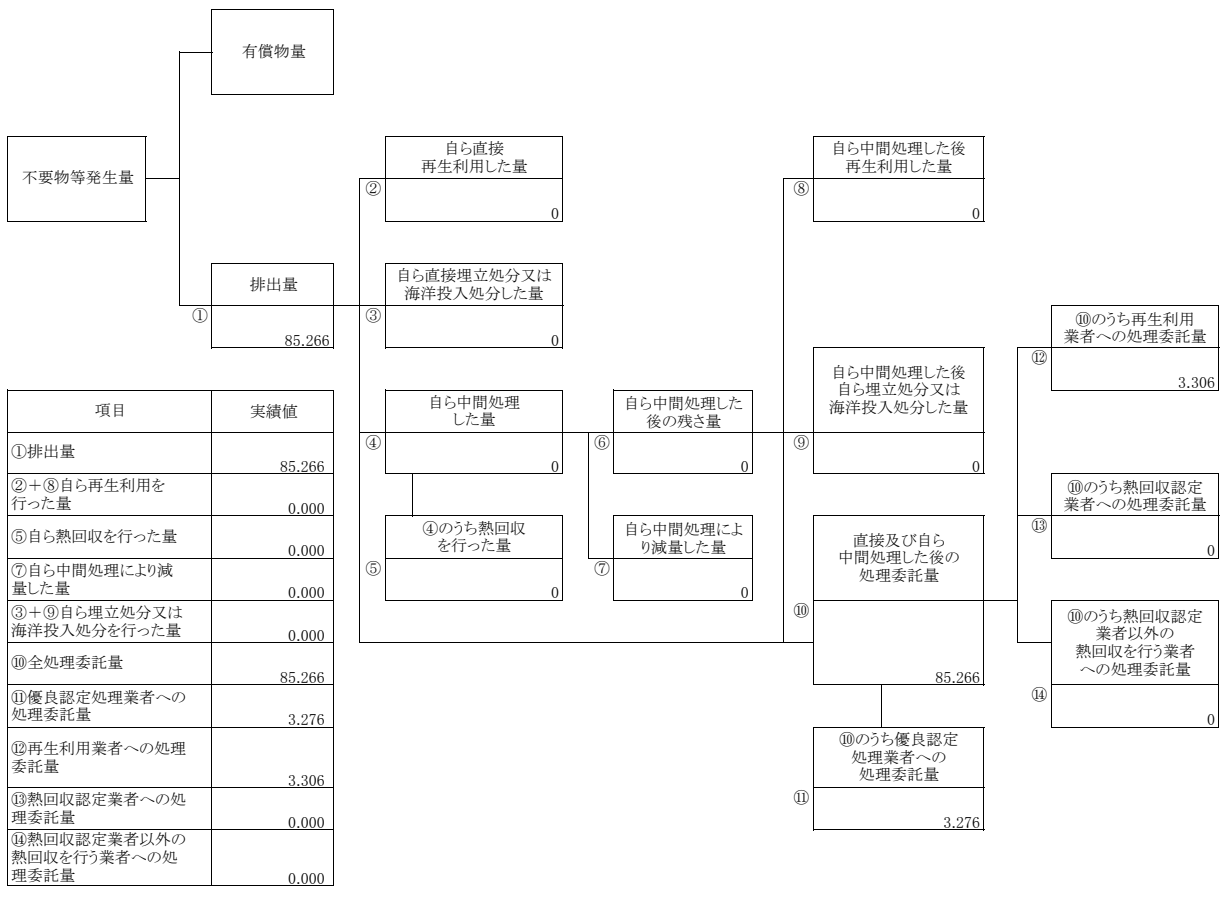 有償物量
不要物等発生量
自ら直接
再生利用した量
②
0
自ら中間処理した後
再生利用した量
⑧
0
排出量
①
85.266
自ら直接埋立処分又は
海洋投入処分した量
③
0
⑩のうち再生利用
業者への処理委託量
⑫
3.306
自ら中間処理
した量
④
0
自ら中間処理した
後の残さ量
⑥
0
自ら中間処理した後
自ら埋立処分又は
海洋投入処分した量
⑨
0
④のうち熱回収
を行った量
⑤
0
自ら中間処理によ
り減量した量
⑦
0
直接及び自ら
中間処理した後の
処理委託量
⑩
85.266
⑩のうち熱回収認定
業者への処理委託量
⑬
0
⑩のうち熱回収認定
業者以外の
熱回収を行う業者
への処理委託量
⑭
0
⑩のうち優良認定
処理業者への
処理委託量
⑪
3.276
項目 実績値
①排出量
85.266
②＋⑧自ら再生利用を
行った量
0.000
⑤自ら熱回収を行った量
0.000
⑦自ら中間処理により減
量した量
0.000
③＋⑨自ら埋立処分又は
海洋投入処分を行った量
0.000
⑩全処理委託量
85.266
⑪優良認定処理業者への
処理委託量
3.276
⑫再生利用業者への処理
委託量
3.306
⑬熱回収認定業者への処
理委託量
0.000
⑭熱回収認定業者以外の
熱回収を行う業者への処
理委託量
0.000